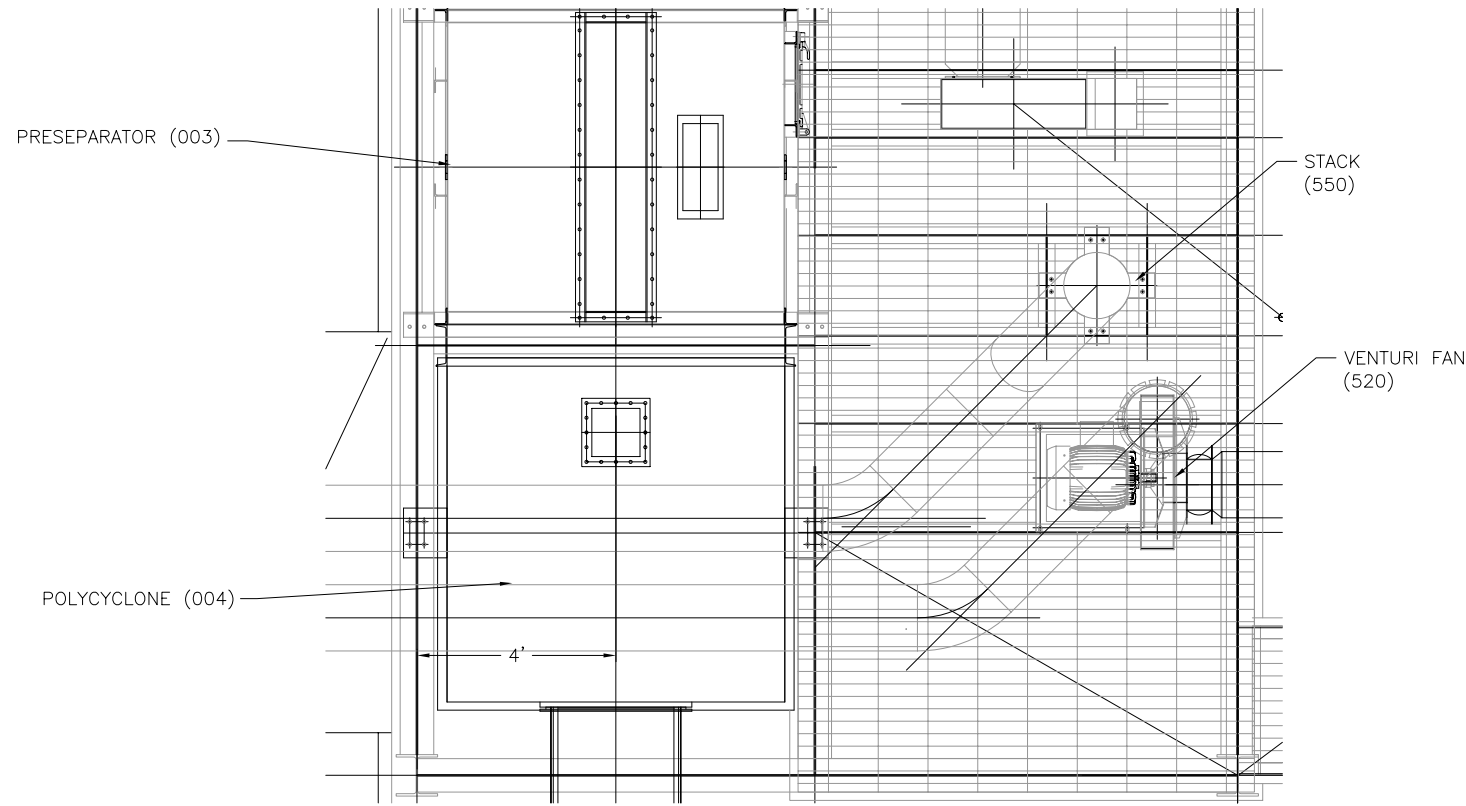 PRESEPARATOR (003)
STACK
(550)
VENTURI FAN
(520)
POLYCYCLONE (004)
4'